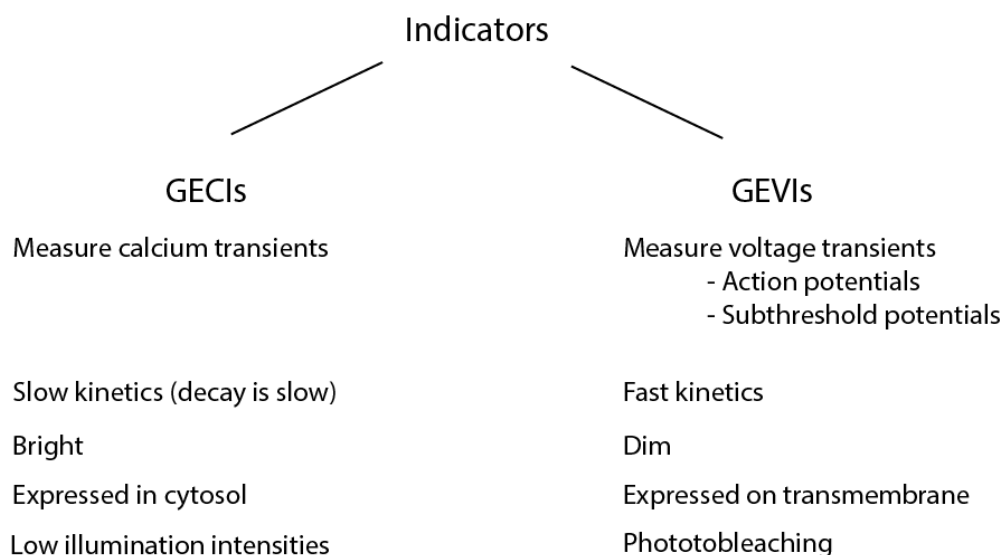 Indicators
GECIs
Measure calcium transients
Slow kinetics (decay is slow)
Bright
Expressed in cytosol
Low illumination intensities
GEVIs
Measure voltage transients
- Action potentials
- Subthreshold potentials
Fast kinetics
Dim
Expressed on transmembrane
Phototobleaching